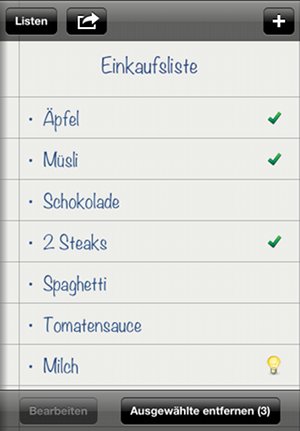 Listen
Einkaufsliste
• Äpfel
• Müsli
• Schokolade
• 2 Steaks
• Spaghetti
• Tomatensauce
• Milch
Bearbeiten Ausgewählte entfernen (3)